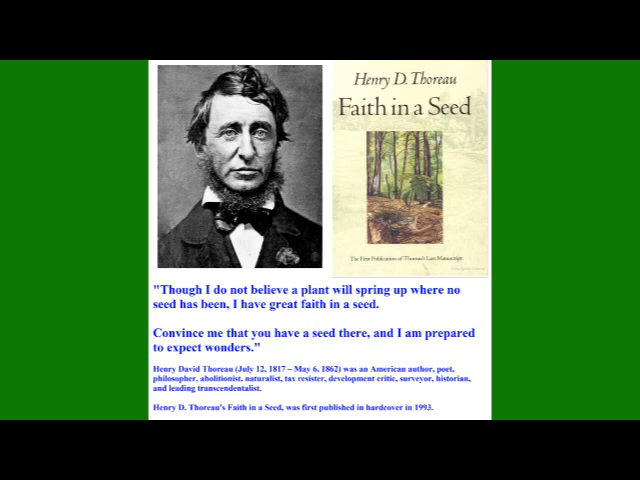 Henry D. Thoreau
Faith in a Seed
The First Publication of Thoreau's Last Manuscript
"Though I do not believe a plant will spring up where no
seed has been, I have great faith in a seed.
Convince me that you have a seed there, and I am prepared
to expect wonders."
Henry David Thoreau (July 12, 1817 – May 6, 1862) was an American author, poet,
philosopher, abolitionist, naturalist, tax resister, development critic, surveyor, historian,
and leading transcendentalist.
Henry D. Thoreau's Faith in a Seed, was first published in hardcover in 1993.